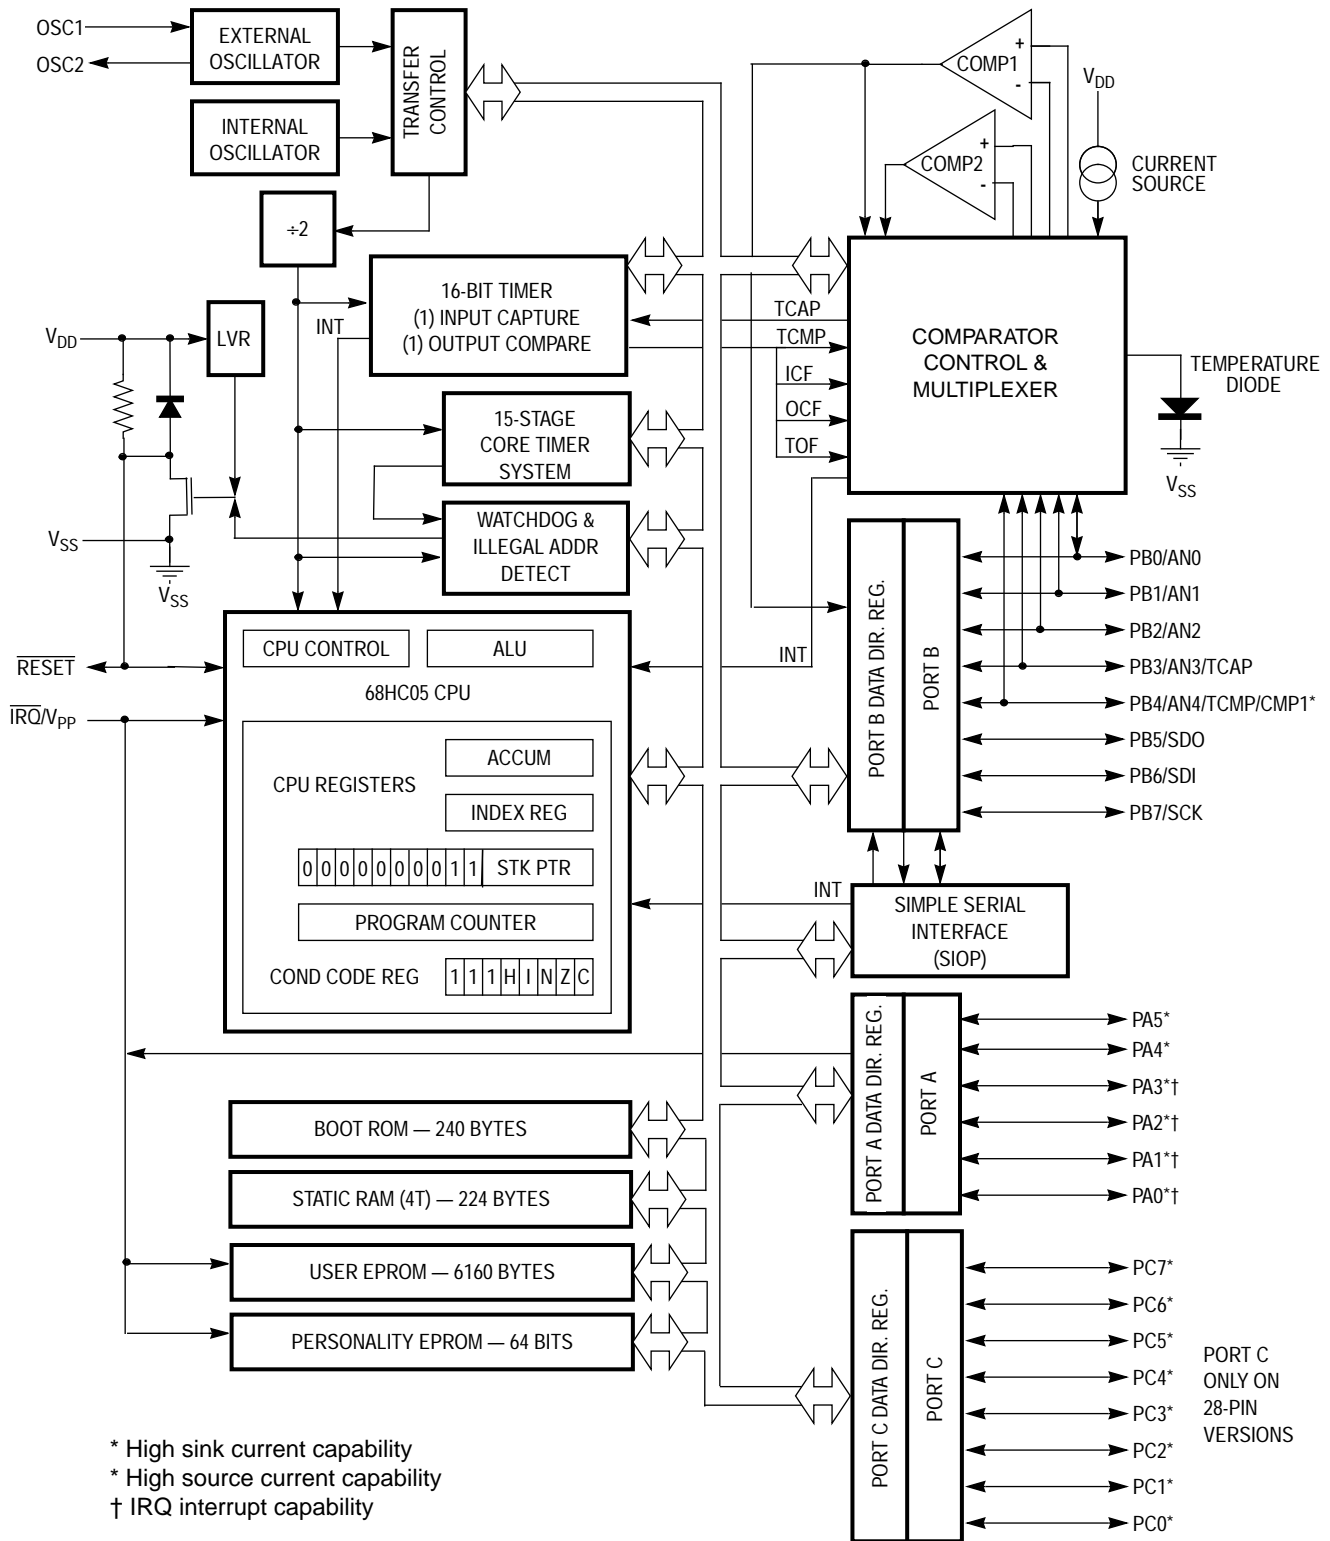 OSC1
OSC2
EXTERNAL
OSCILLATOR
INTERNAL
OSCILLATOR
TRANSFER
CONTROL
÷2
COMP1
+
-
COMP2
+
-
VDD
CURRENT
SOURCE
16-BIT TIMER
(1) INPUT CAPTURE
(1) OUTPUT COMPARE
INT
TCAP
TCMP
ICF
OCF
TOF
COMPARATOR
CONTROL &
MULTIPLEXER
TEMPERATURE
DIODE
VSS
VDD
LVR
15-STAGE
CORE TIMER
SYSTEM
WATCHDOG &
ILLEGAL ADDR
DETECT
VSS
VSS
RESET
IRQ/VPP
CPU CONTROL
ALU
68HC05 CPU
INT
CPU REGISTERS
ACCUM
INDEX REG
0 0 0 0 0 0 0 0 1 1 STK PTR
PROGRAM COUNTER
COND CODE REG
1 1 1 H I N Z C
PORT B DATA DIR. REG.
PORT B
PB0/AN0
PB1/AN1
PB2/AN2
PB3/AN3/TCAP
PB4/AN4/TCMP/CMP1*
PB5/SDO
PB6/SDI
PB7/SCK
INT
SIMPLE SERIAL
INTERFACE
(SIOP)
PORT A DATA DIR. REG.
PORT A
PA5*
PA4*
PA3*†
PA2*†
PA1*†
PA0*†
BOOT ROM — 240 BYTES
STATIC RAM (4T) — 224 BYTES
USER EPROM — 6160 BYTES
PERSONALITY EPROM — 64 BITS
PORT C DATA DIR. REG.
PORT C
PC7*
PC6*
PC5*
PC4*
PC3*
PC2*
PC1*
PC0*
PORT C
ONLY ON
28-PIN
VERSIONS
* High sink current capability
* High source current capability
† IRQ interrupt capability